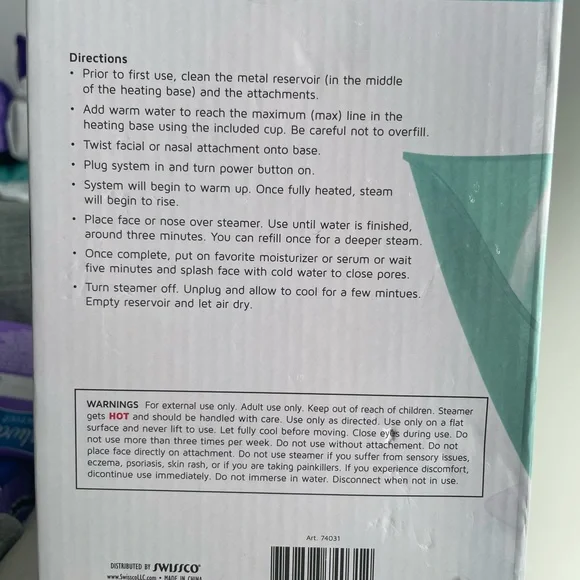 Directions
• Prior to first use, clean the metal reservoir (in the middle
of the heating base) and the attachments.
• Add warm water to reach the maximum (max) line in the
heating base using the included cup. Be careful not to overfill.
• Twist facial or nasal attachment onto base.
• Plug system in and turn power button on.
• System will begin to warm up. Once fully heated, steam
will begin to rise.
• Place face or nose over steamer. Use until water is finished,
around three minutes. You can refill once for a deeper steam.
• Once complete, put on favorite moisturizer or serum or wait
five minutes and splash face with cold water to close pores.
• Turn steamer off. Unplug and allow to cool for a few mintues.
Empty reservoir and let air dry.
WARNINGS For external use only. Adult use only. Keep out of reach of children. Steamer
gets HOT and should be handled with care. Use only as directed. Use only on a flat
surface and never lift to use. Let fully cool before moving. Close eyes during use. Do
not use more than three times per week. Do not use without attachement. Do not
place face directly on attachment. Do not use steamer if you suffer from sensory issues,
eczema, psoriasis, skin rash, or if you are taking painkillers. If you experience discomfort,
dicontinue use immediately. Do not immerse in water. Disconnect when not in use.
Art. 74031
DISTRIBUTED BY SWISSCO®
www.SwisscoLLC.com • MADE IN CHINA